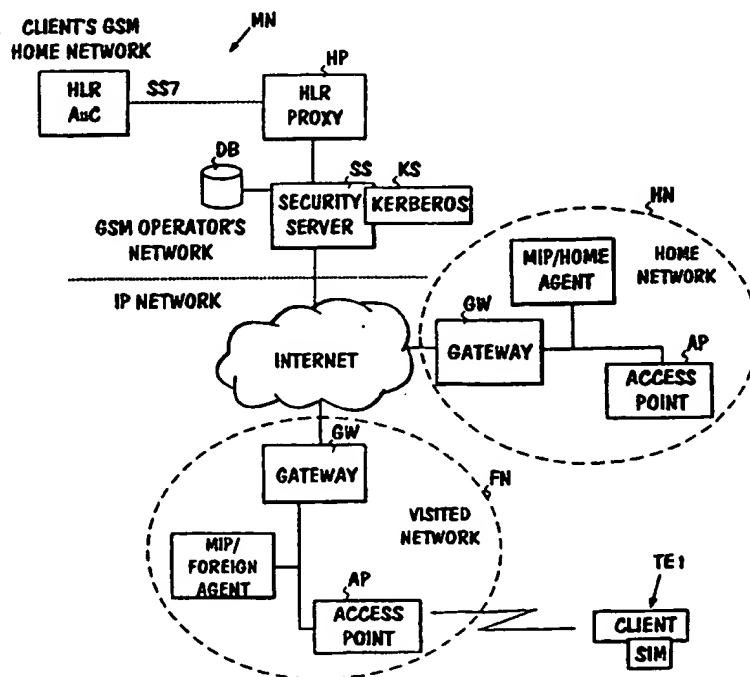 CLIENT'S GSM
HOME NETWORK
MN
HLR
AuC
SS7
HP
HLR
PROXY
DB
SS
KS
SECURITY
SERVER
KERBEROS
GSM OPERATOR'S
NETWORK
IP NETWORK
HN
MIP/HOME
AGENT
HOME
NETWORK
GW
GATEWAY
AP
ACCESS
POINT
INTERNET
GW
GATEWAY
FN
VISITED
NETWORK
MIP/
FOREIGN
AGENT
AP
ACCESS
POINT
TE1
CLIENT
SIM